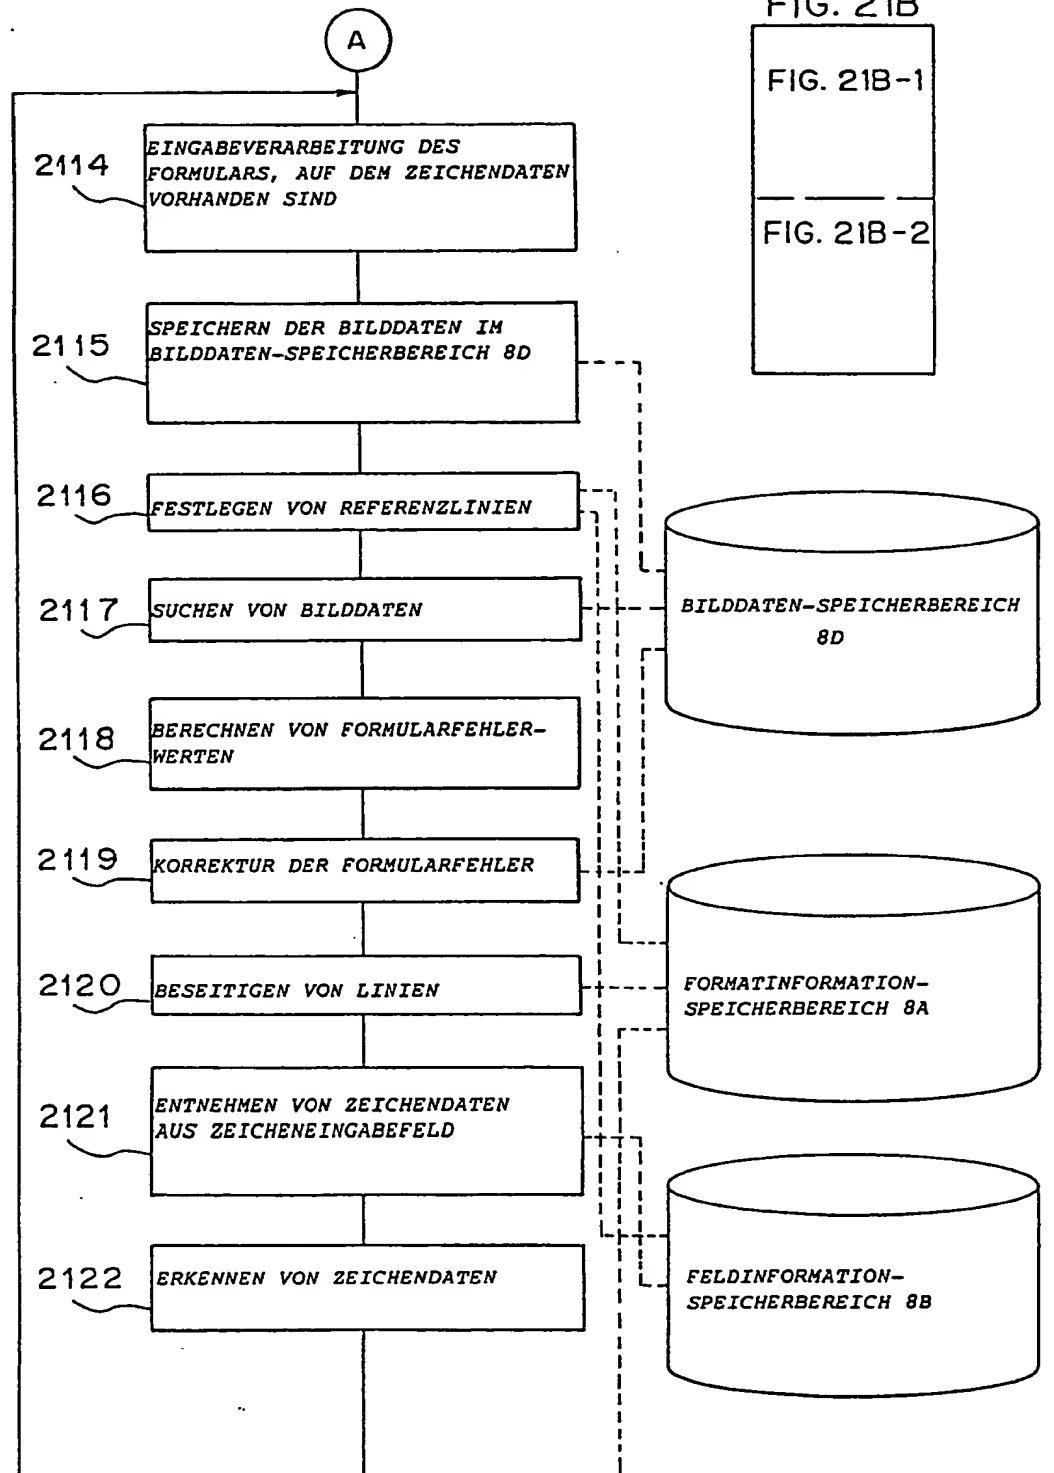 FIG. 21B
A
FIG. 21B-1
FIG. 21B-2
2114
EINGABEVERARBEITUNG DES
FORMULARS, AUF DEM ZEICHENDATEN
VORHANDEN SIND
2115
SPEICHERN DER BILDDATEN IM
BILDDATEN-SPEICHERBEREICH 8D
2116
FESTLEGEN VON REFERENZLINIEN
2117
SUCHEN VON BILDDATEN
BILDDATEN-SPEICHERBEREICH
8D
2118
BERECHNEN VON FORMULARFEHLER-
WERTEN
2119
KORREKTUR DER FORMULARFEHLER
2120
BESEITIGEN VON LINIEN
FORMATINFORMATION-
SPEICHERBEREICH 8A
2121
ENTNEHMEN VON ZEICHENDATEN
AUS ZEICHENEINGABEFELD
2122
ERKENNEN VON ZEICHENDATEN
FELDINFORMATION-
SPEICHERBEREICH 8B